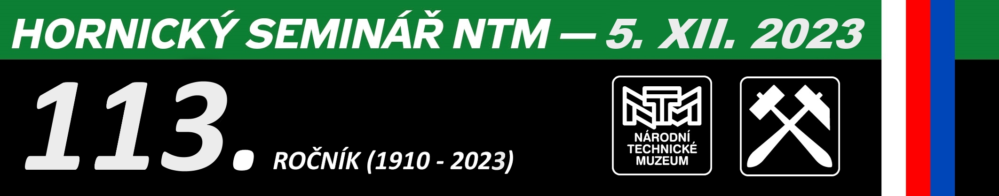 HORNICKÝ SEMINÁŘ NTM — 5. XII. 2023
113. ROČNÍK (1910 - 2023)
NTM
NÁRODNÍ
TECHNICKÉ
MUZEUM